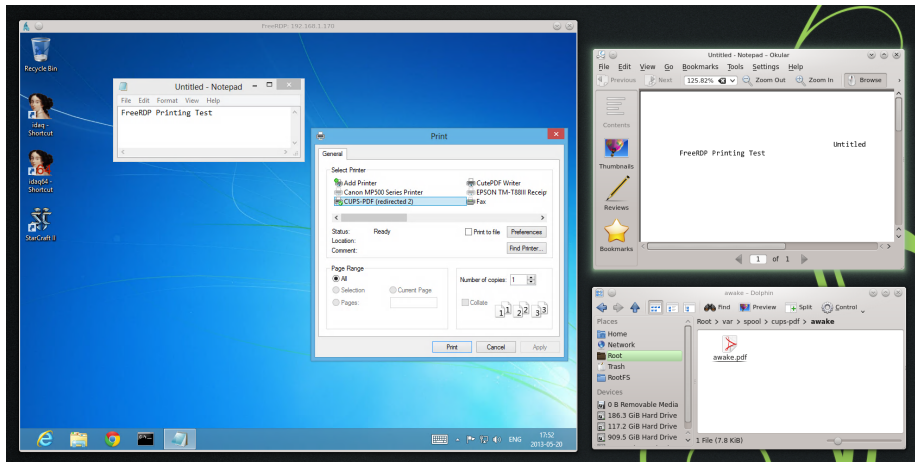 FreeRDP: 192.168.1.170
Recycle Bin
idaq -
Shortcut
idaq64 -
Shortcut
StarCraft II
Untitled - Notepad
File Edit Format View Help
FreeRDP Printing Test
Print
General
Select Printer
Add Printer
Canon MP500 Series Printer
CUPS-PDF (redirected 2)
CutePDF Writer
EPSON TM-T88III Receip
Fax
Status: Ready
Location:
Comment:
Print to file
Preferences
Find Printer...
Page Range
All
Selection
Current Page
Pages:
Number of copies: 1
Collate
1 1 2 2 3 3
Print
Cancel
Apply
ENG
17:52
2013-05-20
Untitled - Notepad – Okular
File Edit View Go Bookmarks Tools Settings Help
Previous Next 125.82% Zoom Out Zoom In Browse
Contents
Thumbnails
Reviews
Bookmarks
Untitled
FreeRDP Printing Test
1 of 1
awake – Dolphin
Find Preview Split Control
Places
Home
Network
Root
Trash
RootFS
Devices
0 B Removable Media
186.3 GiB Hard Drive
117.2 GiB Hard Drive
909.5 GiB Hard Drive
Root > var > spool > cups-pdf > awake
awake.pdf
1 File (7.8 KiB)